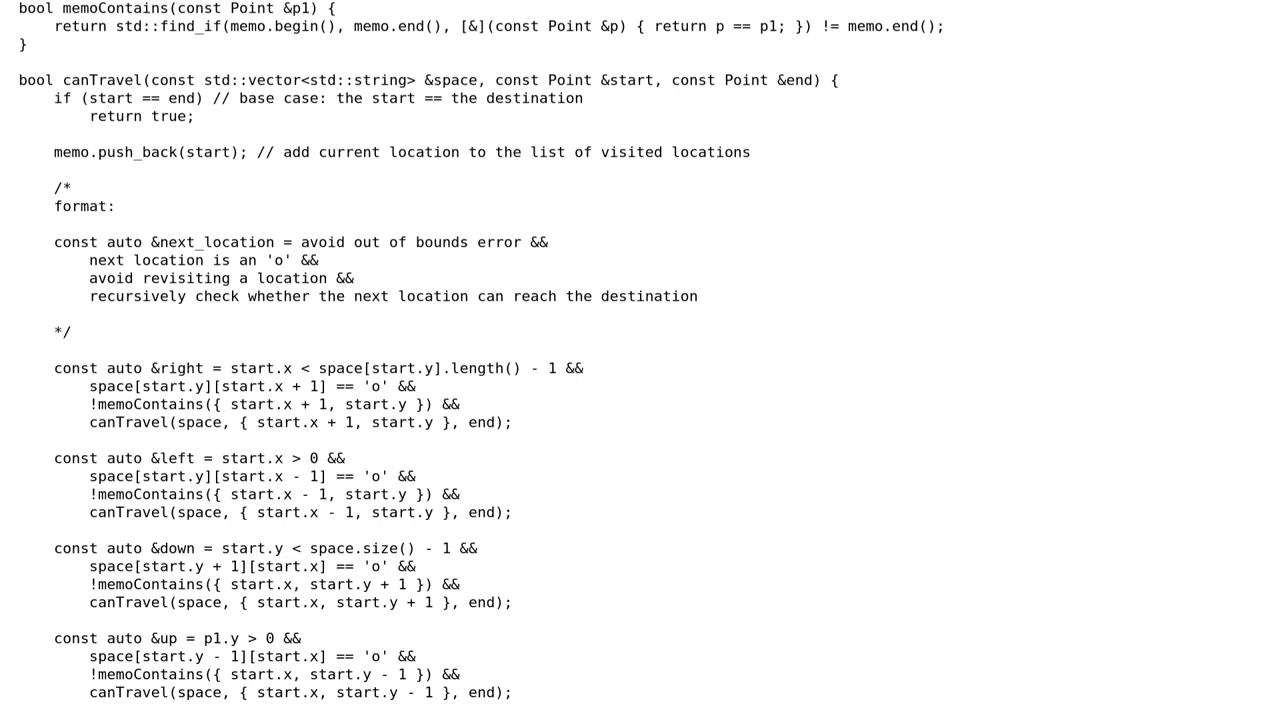 bool memoContains(const Point &p1) {
    return std::find_if(memo.begin(), memo.end(), [&](const Point &p) { return p == p1; }) != memo.end();
}

bool canTravel(const std::vector<std::string> &space, const Point &start, const Point &end) {
    if (start == end) // base case: the start == the destination
        return true;

    memo.push_back(start); // add current location to the list of visited locations

    /*
    format:

    const auto &next_location = avoid out of bounds error &&
        next location is an 'o' &&
        avoid revisiting a location &&
        recursively check whether the next location can reach the destination

    */

    const auto &right = start.x < space[start.y].length() - 1 &&
        space[start.y][start.x + 1] == 'o' &&
        !memoContains({ start.x + 1, start.y }) &&
        canTravel(space, { start.x + 1, start.y }, end);

    const auto &left = start.x > 0 &&
        space[start.y][start.x - 1] == 'o' &&
        !memoContains({ start.x - 1, start.y }) &&
        canTravel(space, { start.x - 1, start.y }, end);

    const auto &down = start.y < space.size() - 1 &&
        space[start.y + 1][start.x] == 'o' &&
        !memoContains({ start.x, start.y + 1 }) &&
        canTravel(space, { start.x, start.y + 1 }, end);

    const auto &up = p1.y > 0 &&
        space[start.y - 1][start.x] == 'o' &&
        !memoContains({ start.x, start.y - 1 }) &&
        canTravel(space, { start.x, start.y - 1 }, end);